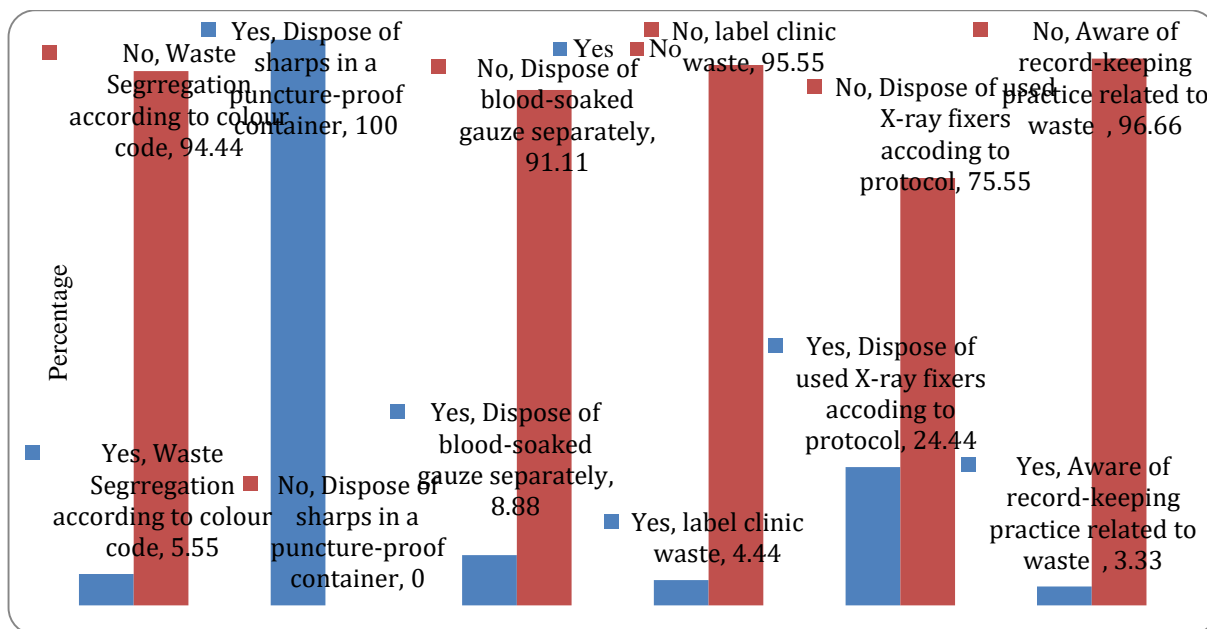 No, Waste
Segrregation
according to colour
code, 94.44
Yes, Dispose of
sharps in a
puncture-proof
container, 100
No, Dispose of
blood-soaked
gauze separately,
91.11
Yes
No
No, label clinic
waste, 95.55
No, Dispose of used
X-ray fixers
accoding to
protocol, 75.55
No, Aware of
record-keeping
practice related to
waste , 96.66
Percentage
Yes, Waste
Segrregation
according to colour
code, 5.55
No, Dispose of
sharps in a
puncture-proof
container, 0
Yes, Dispose of
blood-soaked
gauze separately,
8.88
Yes, label clinic
waste, 4.44
Yes, Dispose of
used X-ray fixers
accoding to
protocol, 24.44
Yes, Aware of
record-keeping
practice related to
waste , 3.33